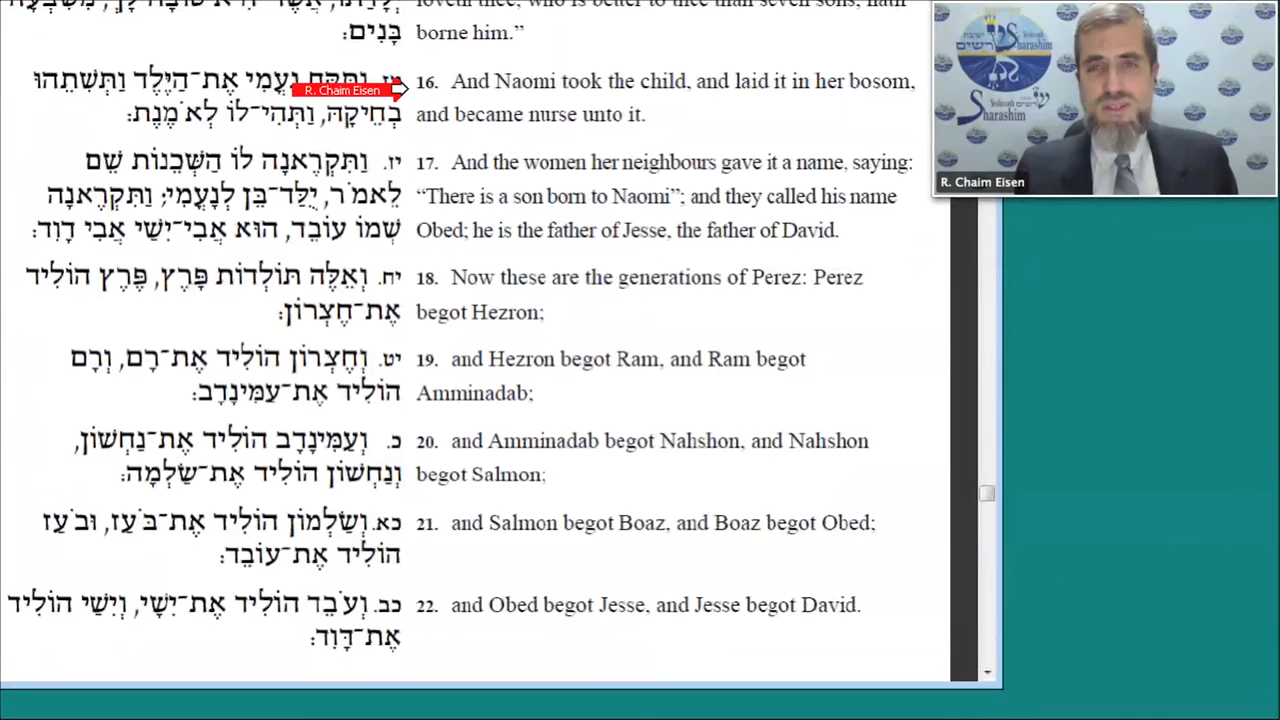 וְלָדַתּוּ, אֲשֶׁר־הִיא טוֹבָה לָךְ, מִשִּׁבְעָה
בָּנִים׃
loveth thee, who is better to thee than seven sons, hath
borne him.”
טז. וַתִּקַּח נָעֳמִי אֶת־הַיֶּלֶד וַתְּשִׁתֵהוּ
בְחֵיקָהּ, וַתְּהִי־לוֹ לְאֹמֶנֶת׃
R. Chaim Eisen
16. And Naomi took the child, and laid it in her bosom,
and became nurse unto it.
יז. וַתִּקְרֶאנָה לוֹ הַשְּׁכֵנוֹת שֵׁם
לֵאמֹר, יֻלַּד־בֵּן לְנָעֳמִי; וַתִּקְרֶאנָה
שְׁמוֹ עוֹבֵד, הוּא אֲבִי־יִשַׁי אֲבִי דָוִד׃
17. And the women her neighbours gave it a name, saying:
“There is a son born to Naomi”; and they called his name
Obed; he is the father of Jesse, the father of David.
יח. וְאֵלֶּה תּוֹלְדוֹת פָּרֶץ, פֶּרֶץ הוֹלִיד
אֶת־חֶצְרוֹן׃
18. Now these are the generations of Perez: Perez
begot Hezron;
יט. וְחֶצְרוֹן הוֹלִיד אֶת־רָם, וְרָם
הוֹלִיד אֶת־עַמִּינָדָב׃
19. and Hezron begot Ram, and Ram begot
Amminadab;
כ. וְעַמִּינָדָב הוֹלִיד אֶת־נַחְשׁוֹן,
וְנַחְשׁוֹן הוֹלִיד אֶת־שַׂלְמָה׃
20. and Amminadab begot Nahshon, and Nahshon
begot Salmon;
כא. וְשַׂלְמוֹן הוֹלִיד אֶת־בֹּעַז, וּבֹעַז
הוֹלִיד אֶת־עוֹבֵד׃
21. and Salmon begot Boaz, and Boaz begot Obed;
כב. וְעֹבֵד הוֹלִיד אֶת־יִשָׁי, וְיִשַׁי הוֹלִיד
אֶת־דָּוִד׃
22. and Obed begot Jesse, and Jesse begot David.
ישיבת
שרשים
Yeshivath
Sharashim
R. Chaim Eisen